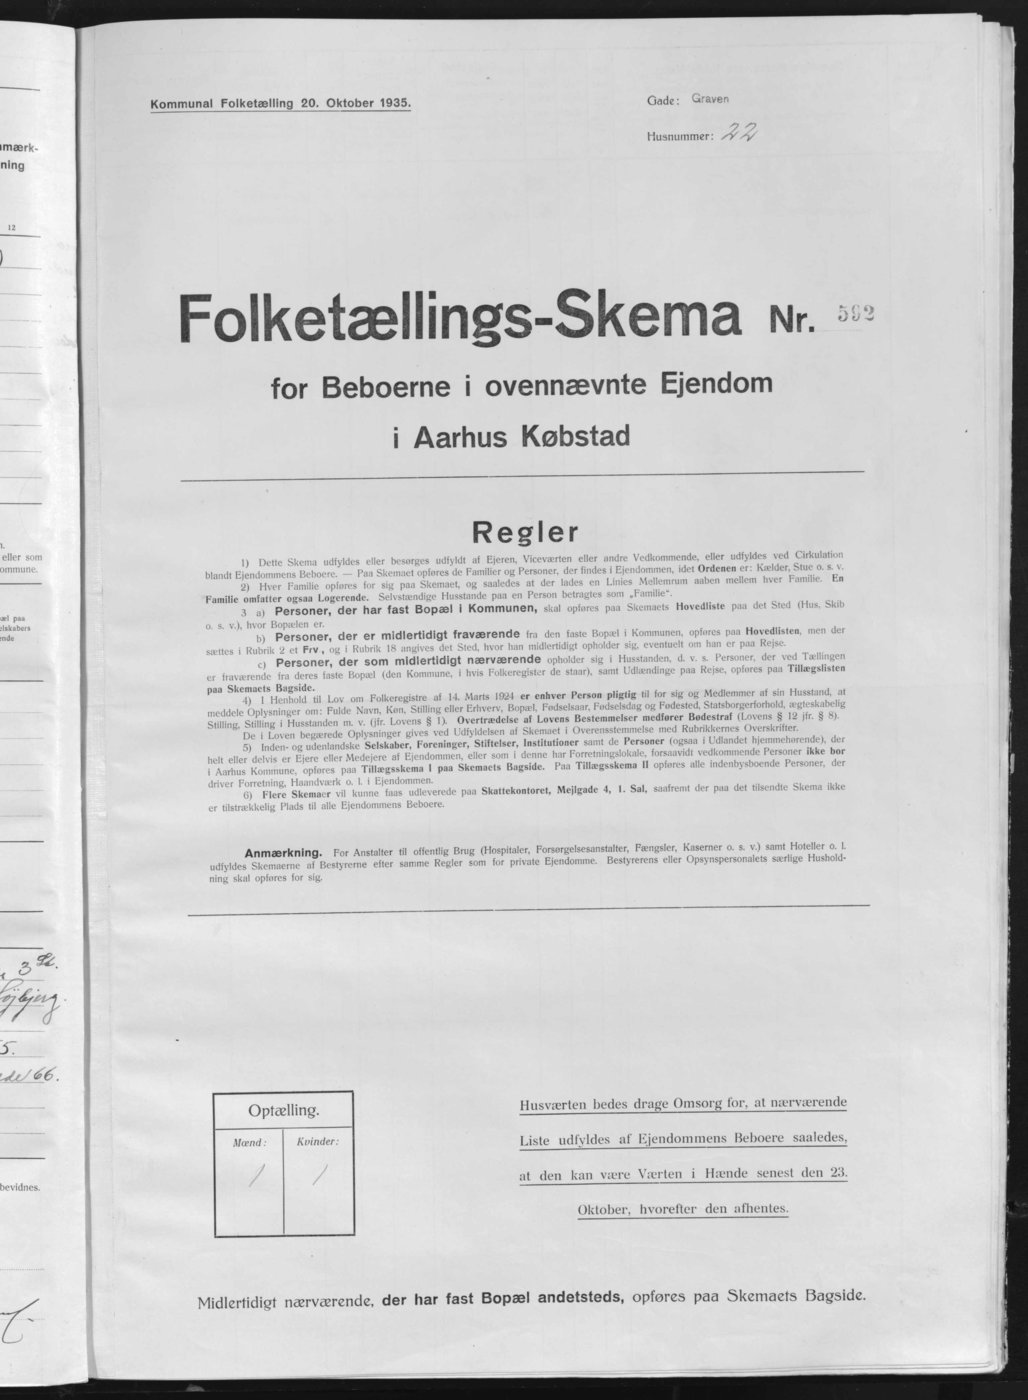 Kommunal Folketælling 20. Oktober 1935.
Gade: Graven
Husnummer: 22
Folketællings-Skema Nr. 592
for Beboerne i ovennævnte Ejendom
i Aarhus Købstad
Regler
1) Dette Skema udfyldes eller besørges udfyldt af Ejeren, Viceværten eller andre Vedkommende, eller udfyldes ved Cirkulation
blandt Ejendommens Beboere. — Paa Skemaet opføres de Familier og Personer, der findes i Ejendommen, idet Ordenen er: Kælder, Stue o. s. v.
2) Hver Familie opføres for sig paa Skemaet, og saaledes at der lades en Linies Mellemrum aaben mellem hver Familie. En
Familie omfatter ogsaa Logerende. Selvstændige Husstande paa en Person betragtes som „Familie“.
3 a) Personer, der har fast Bopæl i Kommunen, skal opføres paa Skemaets Hovedliste paa det Sted (Hus, Skib
o. s. v.), hvor Bopælen er.
b) Personer, der er midlertidigt fraværende fra den faste Bopæl i Kommunen, opføres paa Hovedlisten, men der
sættes i Rubrik 2 et Frv, og i Rubrik 18 angives det Sted, hvor han midlertidigt opholder sig, eventuelt om han er paa Rejse.
c) Personer, der som midlertidigt nærværende opholder sig i Husstanden, d. v. s. Personer, der ved Tællingen
er fraværende fra deres faste Bopæl (den Kommune, i hvis Folkeregister de staar), samt Udlændinge paa Rejse, opføres paa Tillægslisten
paa Skemaets Bagside.
4) I Henhold til Lov om Folkeregistre af 14. Marts 1924 er enhver Person pligtig til for sig og Medlemmer af sin Husstand, at
meddele Oplysninger om: Fulde Navn, Køn, Stilling eller Erhverv, Bopæl, Fødselsaar, Fødselsdag og Fødested, Statsborgerforhold, ægteskabelig
Stilling, Stilling i Husstanden m. v. (jfr. Lovens § 1). Overtrædelse af Lovens Bestemmelser medfører Bødestraf (Lovens § 12 jfr. § 8).
De i Loven begærede Oplysninger gives ved Udfyldelsen af Skemaet i Overensstemmelse med Rubrikkernes Overskrifter.
5) Inden- og udenlandske Selskaber, Foreninger, Stiftelser, Institutioner samt de Personer (ogsaa i Udlandet hjemmehørende), der
helt eller delvis er Ejere eller Medejere af Ejendommen, eller som i denne har Forretningslokale, forsaavidt vedkommende Personer ikke bor
i Aarhus Kommune, opføres paa Tillægsskema I paa Skemaets Bagside. Paa Tillægsskema II opføres alle indenbysboende Personer, der
driver Forretning, Haandværk o. l. i Ejendommen.
6) Flere Skemaer vil kunne faas udleverede paa Skattekontoret, Mejlgade 4, 1. Sal, saafremt der paa det tilsendte Skema ikke
er tilstrækkelig Plads til alle Ejendommens Beboere.
Anmærkning. For Anstalter til offentlig Brug (Hospitaler, Forsørgelsesanstalter, Fængsler, Kaserner o. s. v.) samt Hoteller o. l.
udfyldes Skemaerne af Bestyrerne efter samme Regler som for private Ejendomme. Bestyrerens eller Opsynspersonalets særlige Hushold-
ning skal opføres for sig.
Optælling.
Mænd: Kvinder:
1 1
Husværten bedes drage Omsorg for, at nærværende
Liste udfyldes af Ejendommens Beboere saaledes,
at den kan være Værten i Hænde senest den 23.
Oktober, hvorefter den afhentes.
Midlertidigt nærværende, der har fast Bopæl andetsteds, opføres paa Skemaets Bagside.
mærk-
ning
12
eller som
ommune.
pæl paa
elskabers
ende
3
5.
66.
bevidnes.